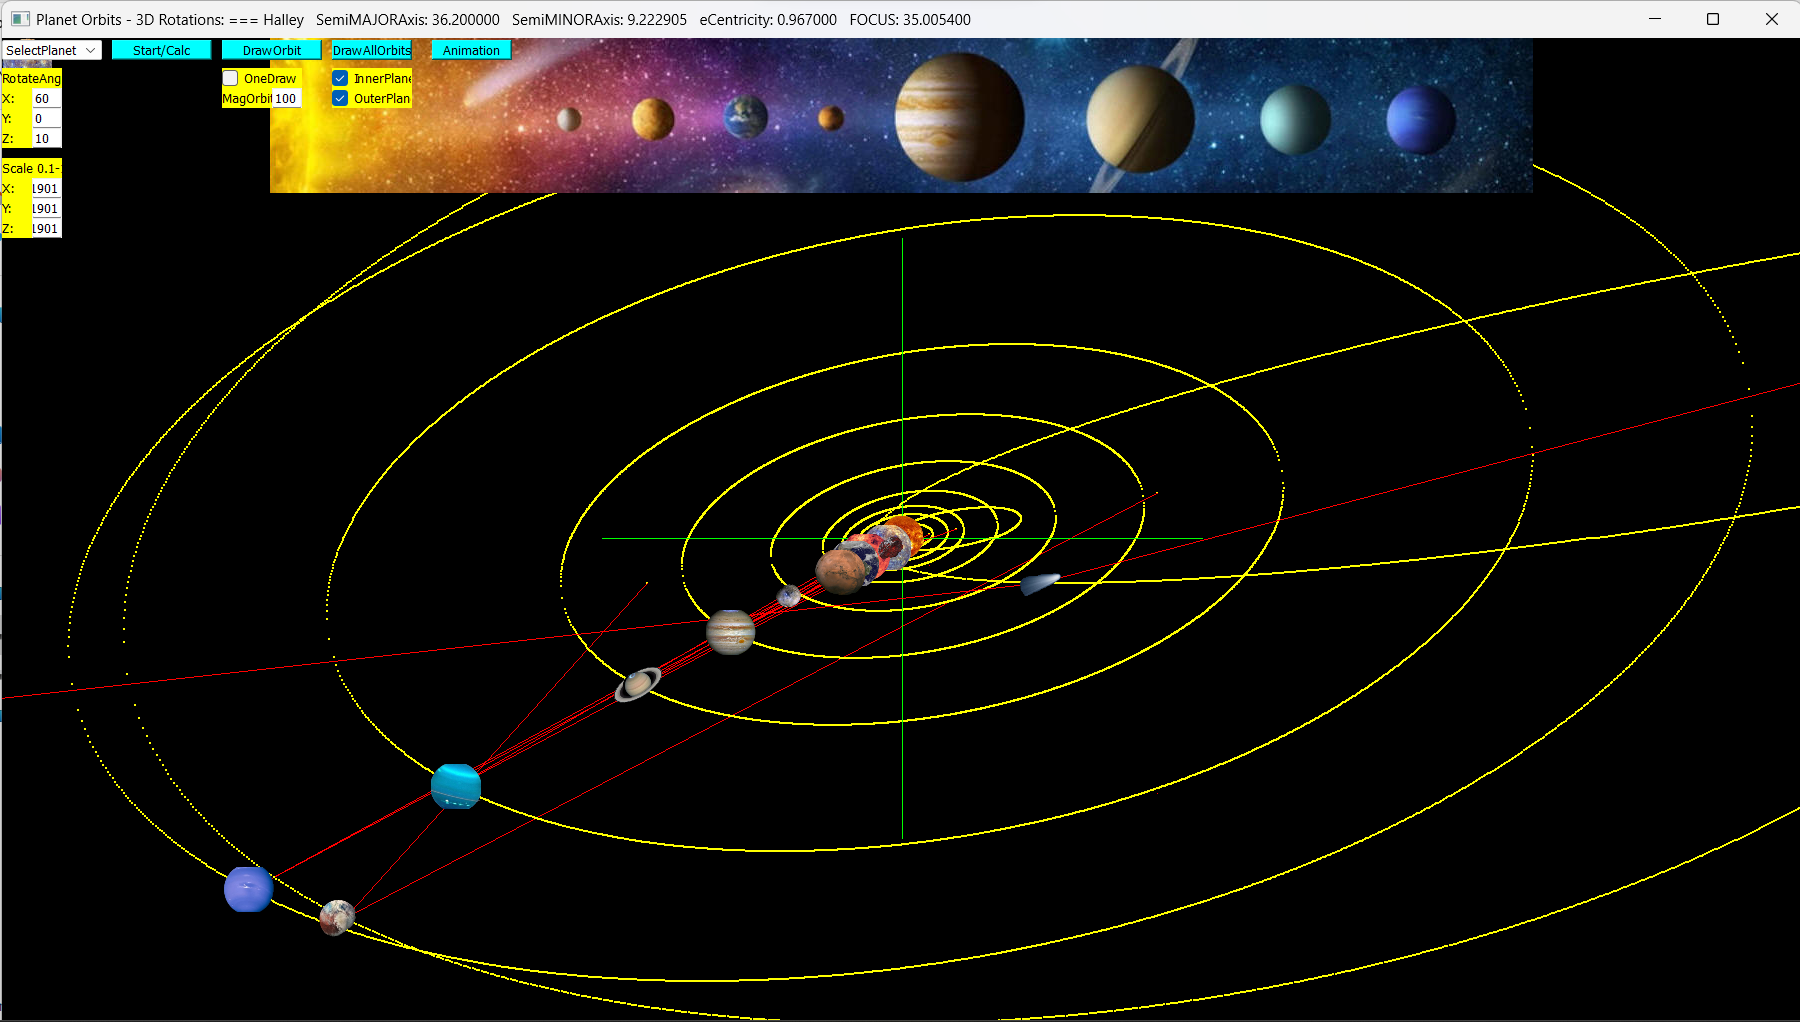 Planet Orbits - 3D Rotations: === Halley SemiMAJORAxis: 36.200000 SemiMINORAxis: 9.222905 eCentricity: 0.967000 FOCUS: 35.005400
SelectPlanet Start/Calc DrawOrbit DrawAllOrbits Animation
RotateAng OneDraw InnerPlane
X: 60 MagOrbit 100 OuterPlan
Y: 0
Z: 10
Scale 0.1-
X: 1901
Y: 1901
Z: 1901